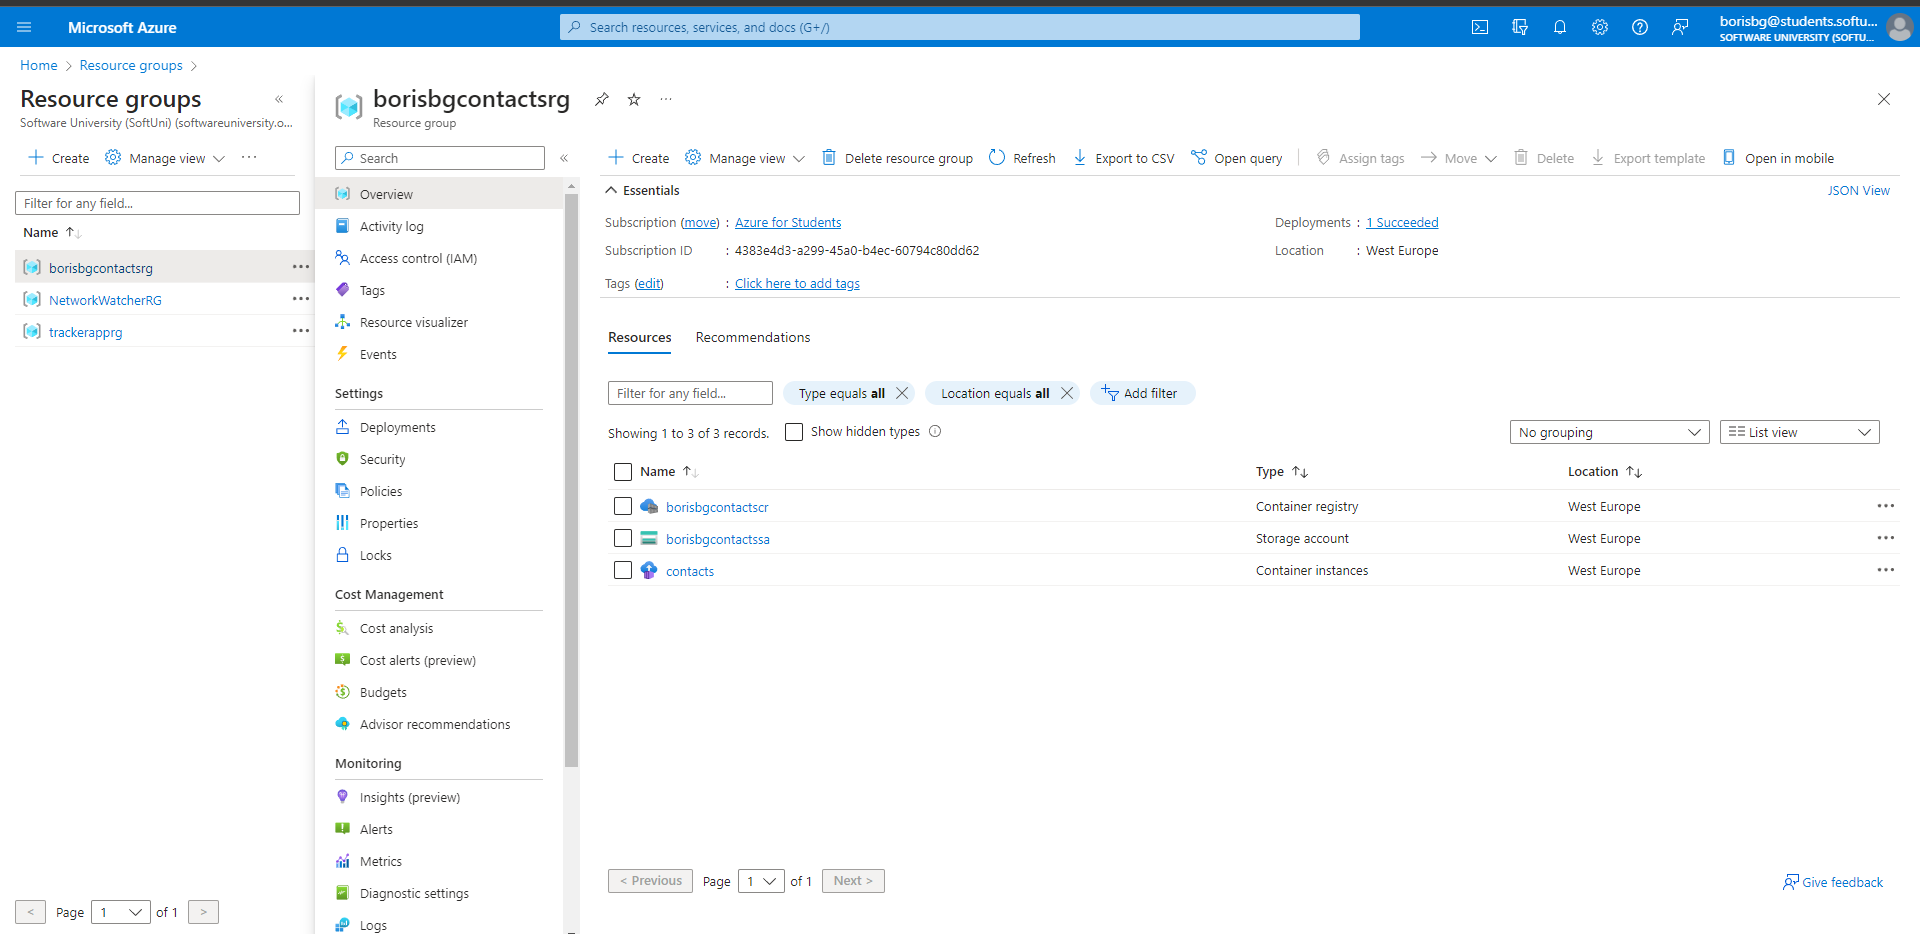 Microsoft Azure
Search resources, services, and docs (G+/)
borisbg@students.softu...
SOFTWARE UNIVERSITY (SOFTU...
Home > Resource groups >
Resource groups
Software University (SoftUni) (softwareuniversity.o...
Create Manage view ...
Filter for any field...
Name
borisbgcontactsrg
NetworkWatcherRG
trackerapprg
< Page 1 of 1 >
borisbgcontactsrg
Resource group
Search
Overview
Activity log
Access control (IAM)
Tags
Resource visualizer
Events
Settings
Deployments
Security
Policies
Properties
Locks
Cost Management
Cost analysis
Cost alerts (preview)
Budgets
Advisor recommendations
Monitoring
Insights (preview)
Alerts
Metrics
Diagnostic settings
Logs
Create Manage view Delete resource group Refresh Export to CSV Open query Assign tags Move Delete Export template Open in mobile
Essentials
JSON View
Subscription (move) : Azure for Students
Deployments : 1 Succeeded
Subscription ID : 4383e4d3-a299-45a0-b4ec-60794c80dd62
Location : West Europe
Tags (edit) : Click here to add tags
Resources Recommendations
Filter for any field... Type equals all Location equals all Add filter
Showing 1 to 3 of 3 records. Show hidden types
No grouping List view
Name Type Location
borisbgcontactscr Container registry West Europe
borisbgcontactssa Storage account West Europe
contacts Container instances West Europe
< Previous Page 1 of 1 Next >
Give feedback